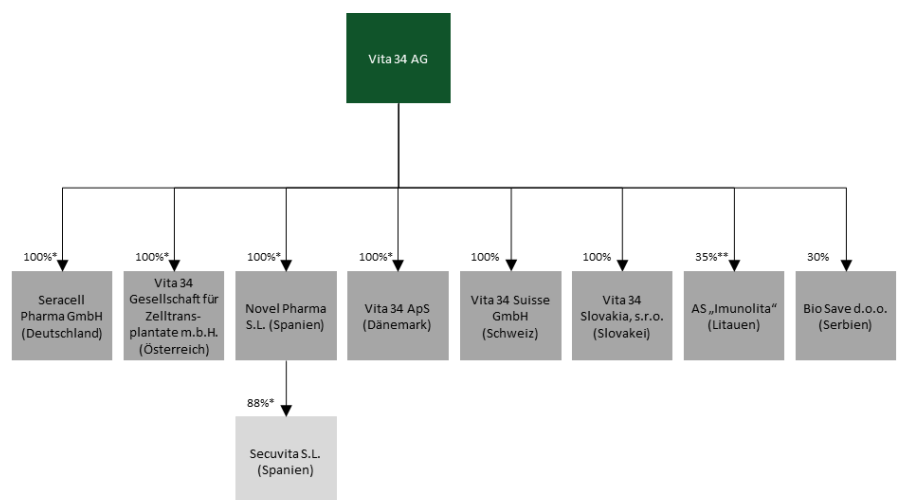 Vita 34 AG
100%*
100%*
100%*
100%*
100%
100%
35%**
30%
Seracell
Pharma GmbH
(Deutschland)
Vita 34
Gesellschaft für
Zelltrans-
plantate m.b.H.
(Österreich)
Novel Pharma
S.L. (Spanien)
Vita 34 ApS
(Dänemark)
Vita 34 Suisse
GmbH
(Schweiz)
Vita 34
Slovakia, s.r.o.
(Slovakei)
AS „Imunolita“
(Litauen)
Bio Save d.o.o.
(Serbien)
88%*
Secuvita S.L.
(Spanien)